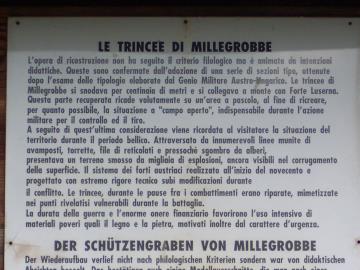 LE TRINCEE DI MILLEGROBBE
L'opera di ricostruzione non ha seguito il criterio filologico ma è animata da intenzioni
didattiche. Queste sono confermate dall'adozione di una serie di sezioni tipo, ottenute
dopo l'esame delle tipologie elaborate dal Genio Militare Austro-Ungarico. Le trincee di
Millegrobbe si snodava per centinaia di metri e si collegava a monte con Forte Luserna.
Questa parte recuperata ricade volutamente su un'area a pascolo, al fine di ricreare,
per quanto possibile, la situazione a "campo aperto", indispensabile durante l'azione
militare per il controllo ed il tiro.
A seguito di quest'ultima considerazione viene ricordata al visitatore la situazione del
territorio durante il periodo bellico. Attraversato da innumerevoli linee munite di
avamposti, torrette, file di reticolati e pressoché sgombro da alberi,
presentava un terreno smosso da migliaia di esplosioni, ancora visibili nel corrugamento
della superficie. Il sistema dei forti austriaci realizzato all'inizio del novecento e
progettato con estremo rigore tecnico subì modificazioni durante
il conflitto. Le trincee, durante le pause fra i combattimenti erano riparate, mimetizzate
nei punti rivelatisi vulnerabili durante la battaglia.
La durata della guerra e l'enorme onere finanziario favorirono l'uso intensivo di
materiali poveri quali il legno e la pietra, motivati inoltre dal carattere d'uso.
DER SCHÜTZENGRABEN VON MILLEGROBBE
Der Wiederaufbau verlief nicht nach philologischen Kriterien sondern war von didaktischen